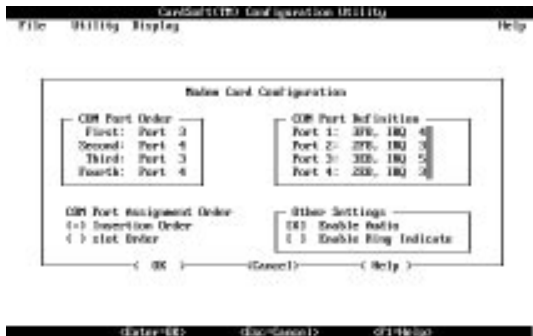 CardSoft(TM) Configuration Utility
File Utility Display Help
Modem Card Configuration
COM Port Order
First: Port 3
Second: Port 4
Third: Port 3
Fourth: Port 4
COM Port Definition
Port 1: 3F8, IRQ 4
Port 2: 2F8, IRQ 3
Port 3: 3E8, IRQ 5
Port 4: 2E8, IRQ 3
COM Port Assignment Order
Insertion Order
( ) slot Order
Other Settings
[X] Enable Audio
[ ] Enable Ring Indicate
< OK > <Cancel> < Help >
<Enter=OK> <Esc=Cancel> <F1=Help>